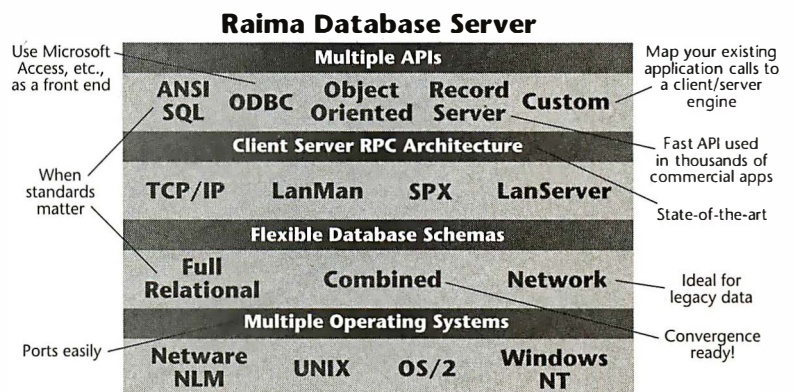 Raima Database Server
Use Microsoft
Access, etc.,
as a front end
Multiple APIs
ANSI
SQL
ODBC
Object
Oriented
Record
Server
Custom
Map your existing
application calls to
a client/server
engine
Client Server RPC Architecture
Fast API used
in thousands of
commercial apps
When
standards
matter
TCP/IP
LanMan
SPX
LanServer
State-of-the-art
Flexible Database Schemas
Full
Relational
Combined
Network
Ideal for
legacy data
Multiple Operating Systems
Convergence
ready!
Ports easily
Netware
NLM
UNIX
OS/2
Windows
NT